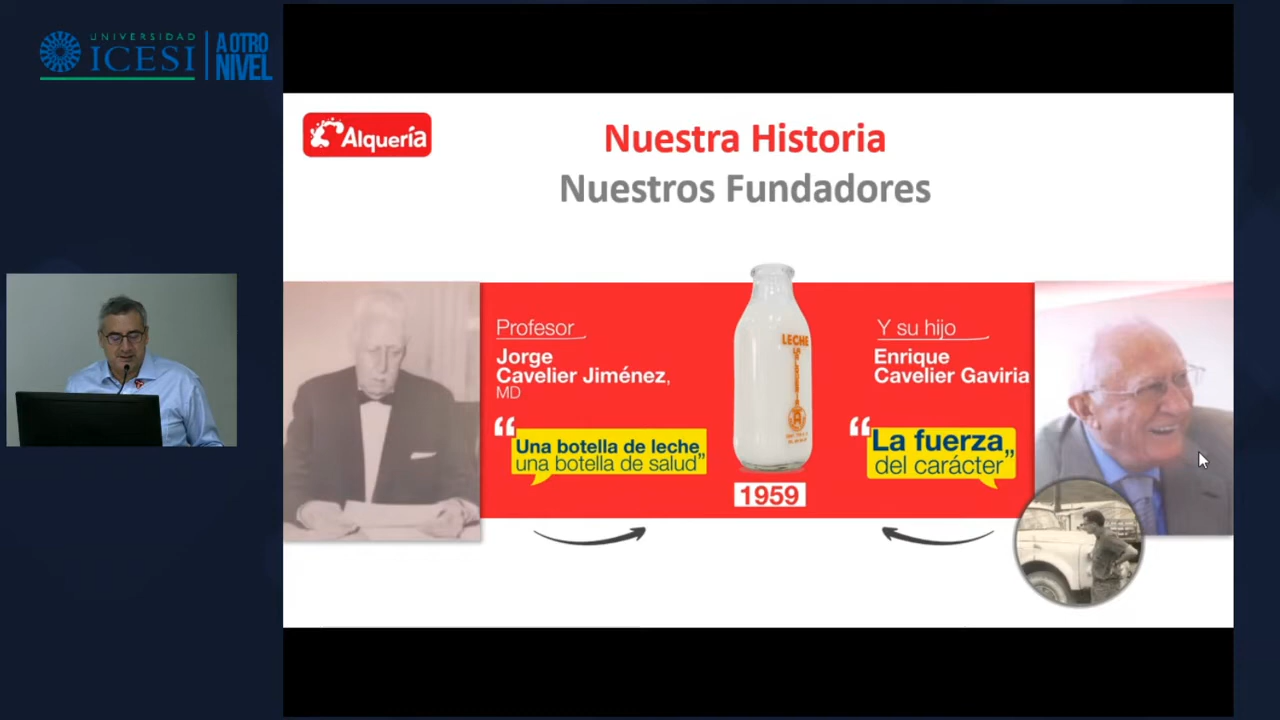 UNIVERSIDAD
ICESI
A OTRO
NIVEL
Alquería
Nuestra Historia
Nuestros Fundadores
Profesor
Jorge
Cavelier Jiménez,
MD
“Una botella de leche,
una botella de salud”
LECHE
1959
Y su hijo
Enrique
Cavelier Gaviria
“La fuerza
del carácter”